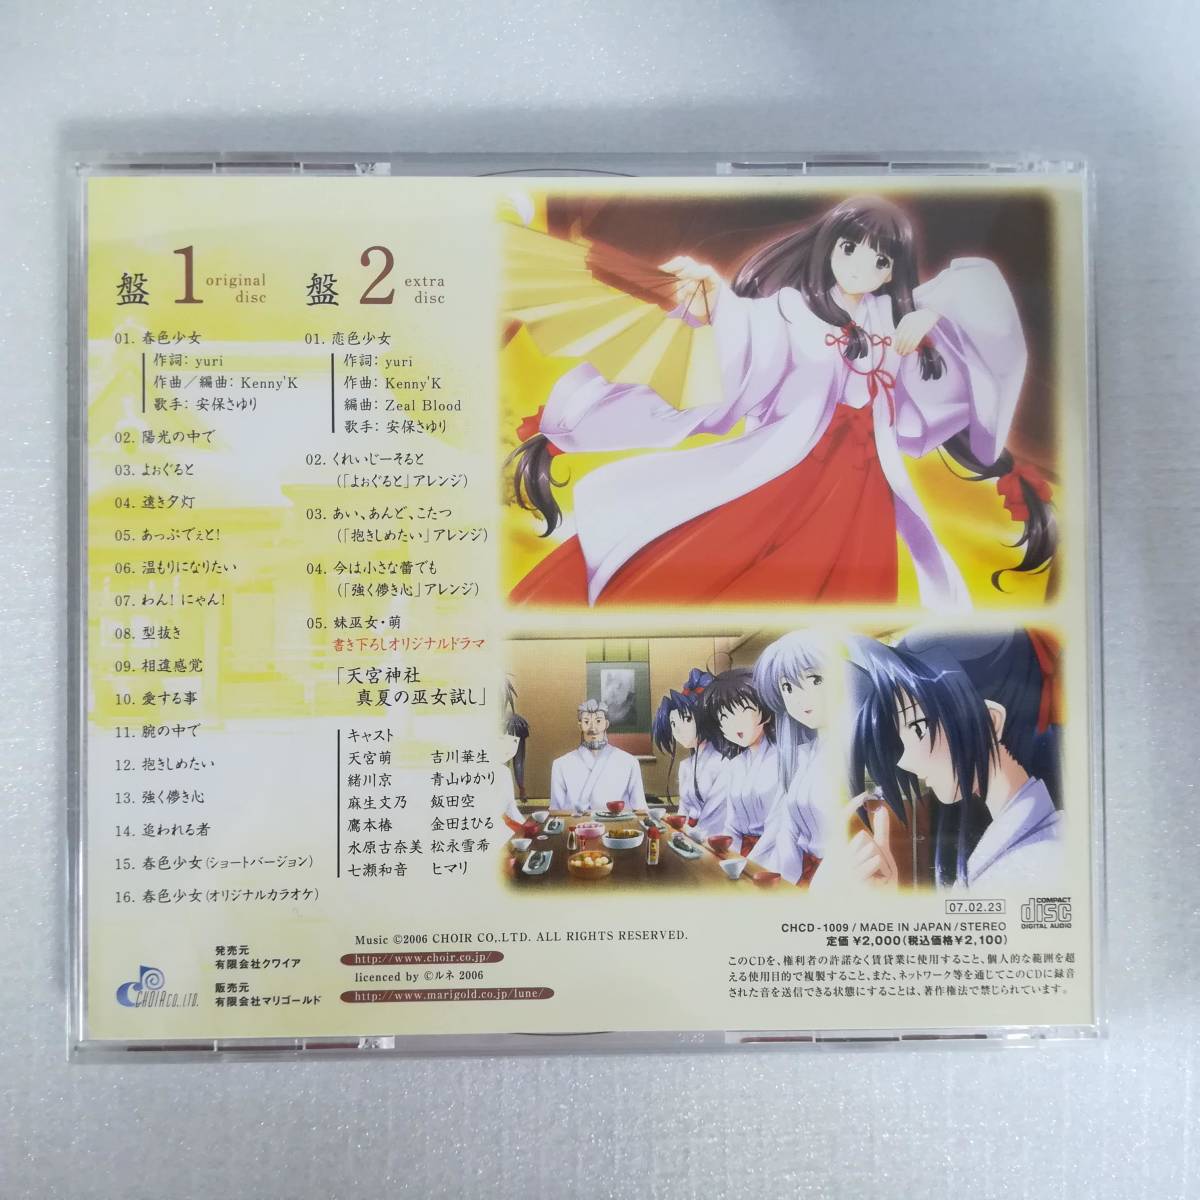 盤 1 original disc
01. 春色少女
作詞: yuri
作曲／編曲: Kenny'K
歌手: 安保さゆり
02. 陽光の中で
03. よぉぐると
04. 遠き夕灯
05. あっぷでぇと!
06. 温もりになりたい
07. わん! にゃん!
08. 型抜き
09. 相違感覚
10. 愛する事
11. 腕の中で
12. 抱きしめたい
13. 強く儚き心
14. 追われる者
15. 春色少女(ショートバージョン)
16. 春色少女(オリジナルカラオケ)
盤 2 extra disc
01. 恋色少女
作詞: yuri
作曲: Kenny'K
編曲: Zeal Blood
歌手: 安保さゆり
02. くれいじーそると
(「よぉぐると」アレンジ)
03. あい、あんど、こたつ
(「抱きしめたい」アレンジ)
04. 今は小さな蕾でも
(「強く儚き心」アレンジ)
05. 妹巫女・萌
書き下ろしオリジナルドラマ
「天宮神社
真夏の巫女試し」
キャスト
天宮萌 吉川華生
緒川京 青山ゆかり
麻生文乃 飯田空
鷹本椿 金田まひる
水原古奈美 松永雪希
七瀬和音 ヒマリ
発売元
有限会社クワイア
販売元
有限会社マリゴールド
CHOIR CO., LTD.
Music ©2006 CHOIR CO,.LTD. ALL RIGHTS RESERVED.
http://www.choir.co.jp/
licenced by ©ルネ 2006
http://www.marigold.co.jp/lune/
07.02.23
COMPACT
disc
DIGITAL AUDIO
CHCD-1009 / MADE IN JAPAN / STEREO
定価 ¥2,000(税込価格¥2,100)
このCDを、権利者の許諾なく賃貸業に使用すること、個人的な範囲を超
える使用目的で複製すること、また、ネットワーク等を通じてこのCDに録音
された音を送信できる状態にすることは、著作権法で禁じられています。